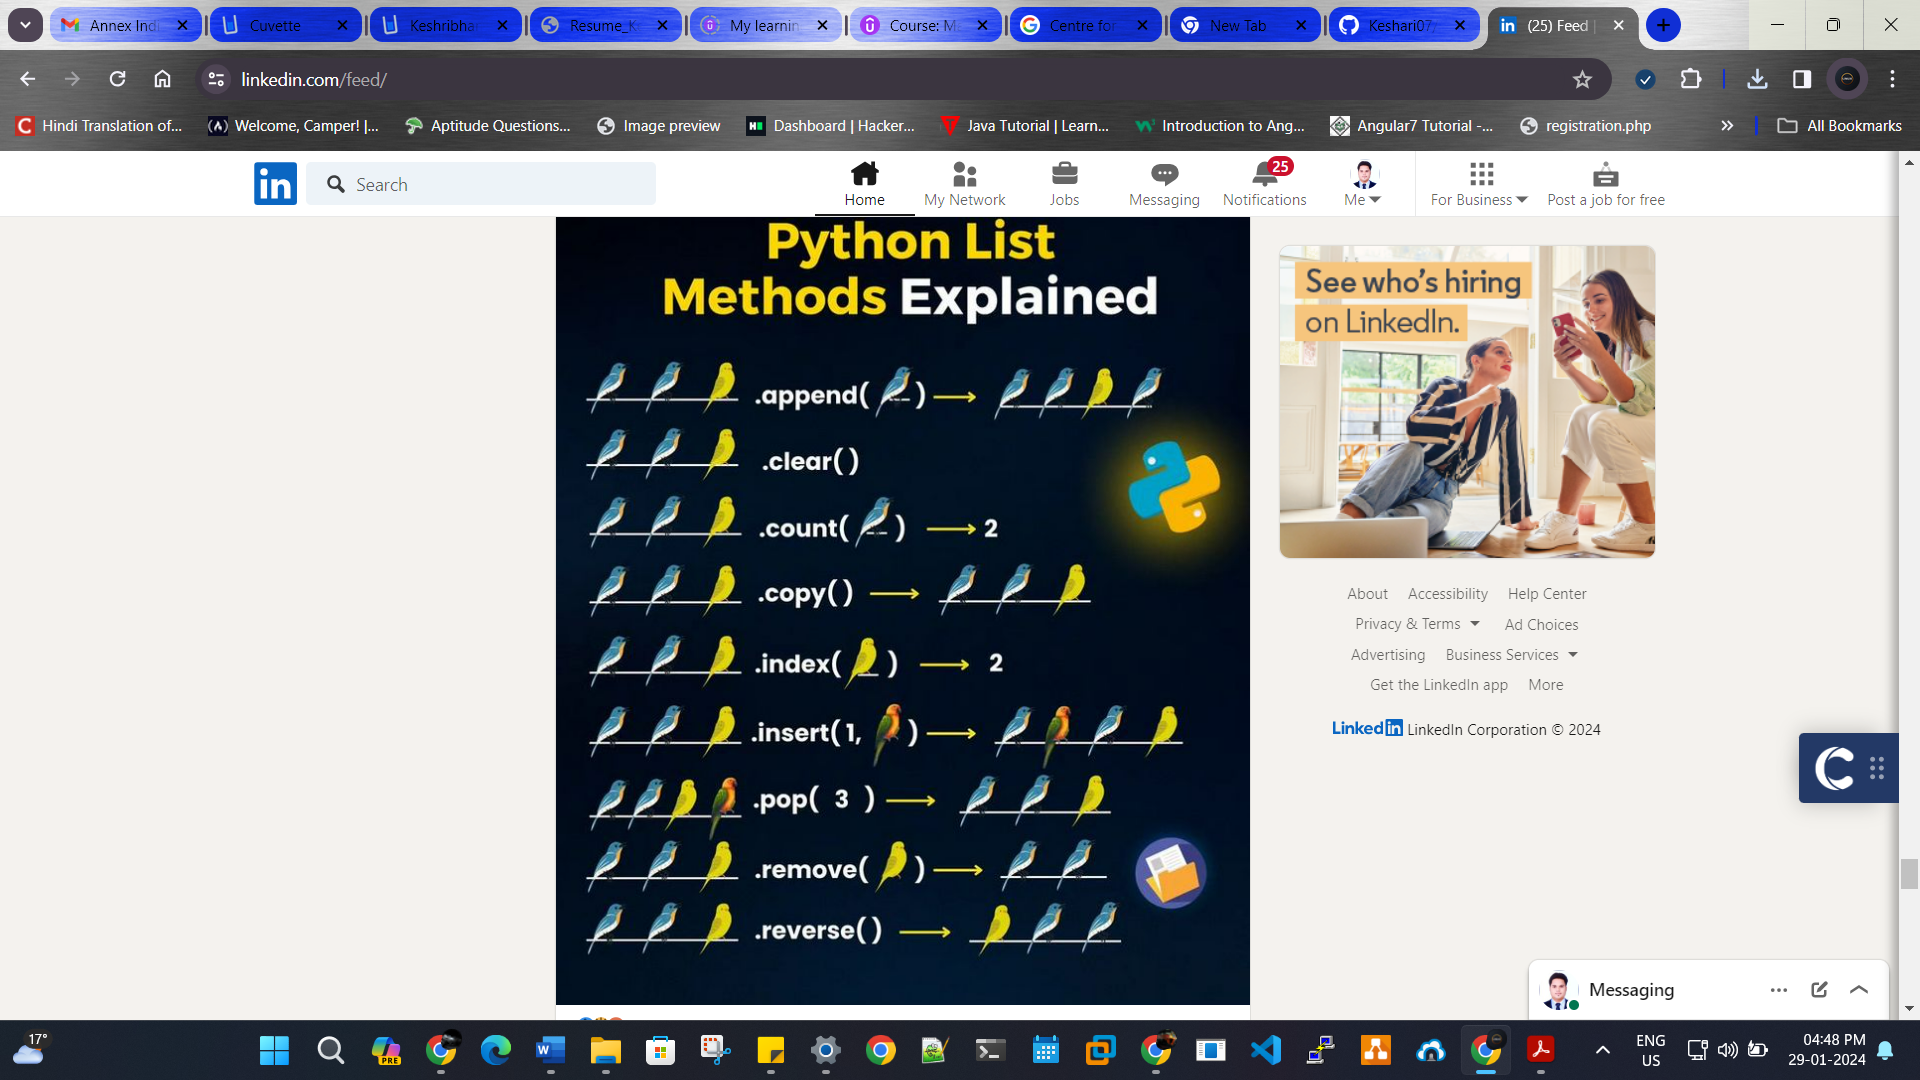 Annex Ind
Cuvette
Keshribha
Resume_K
My learnin
Course: M
Centre for
New Tab
Keshari07
(25) Feed |
linkedin.com/feed/
Hindi Translation of...
Welcome, Camper! |...
Aptitude Questions...
Image preview
Dashboard | Hacker...
Java Tutorial | Learn...
Introduction to Ang...
Angular7 Tutorial -...
registration.php
All Bookmarks
in
Search
Home
My Network
Jobs
Messaging
25
Notifications
Me
For Business
Post a job for free
Python List
Methods Explained
.append( )
.clear()
.count( ) 2
.copy()
.index( ) 2
.insert(1, )
.pop( 3 )
.remove( )
.reverse()
See who's hiring
on LinkedIn.
About Accessibility Help Center
Privacy & Terms Ad Choices
Advertising Business Services
Get the LinkedIn app More
LinkedIn LinkedIn Corporation © 2024
Messaging
17°
PRE
ENG
US
04:48 PM
29-01-2024